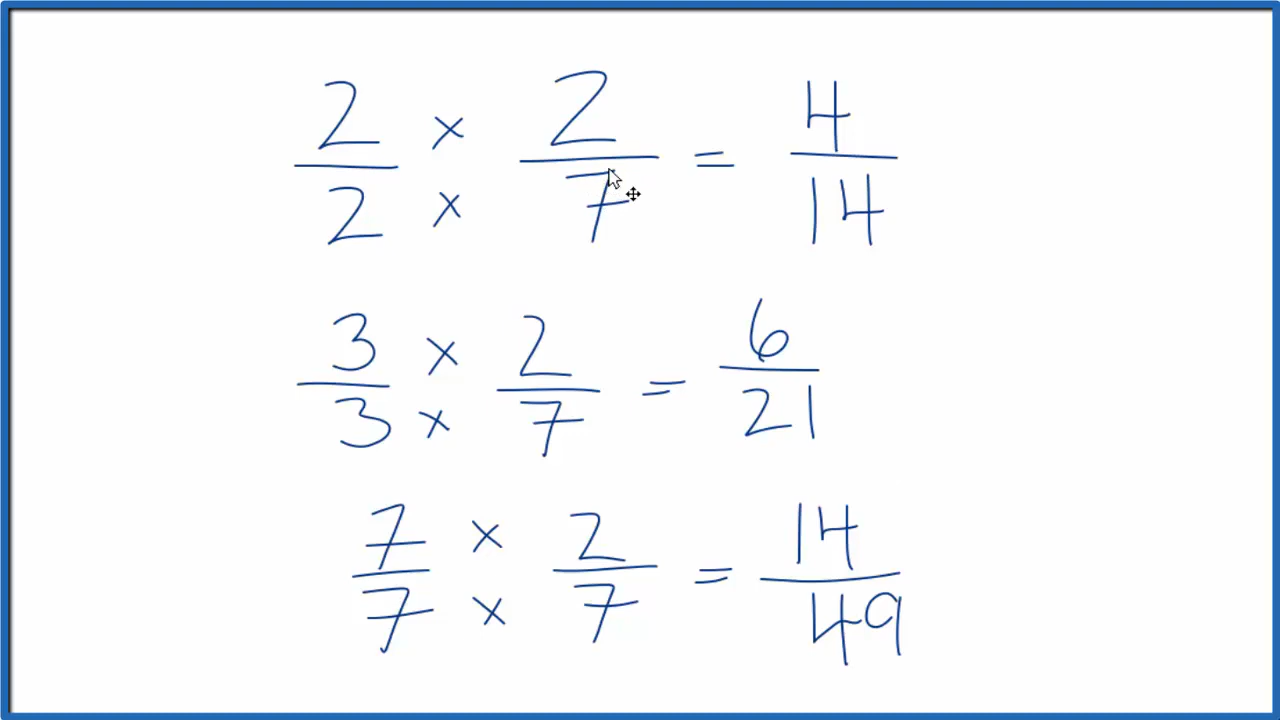 2 × 2 = 4
2 × 7 14
3 × 2 = 6
3 × 7 21
7 × 2 = 14
7 × 7 49